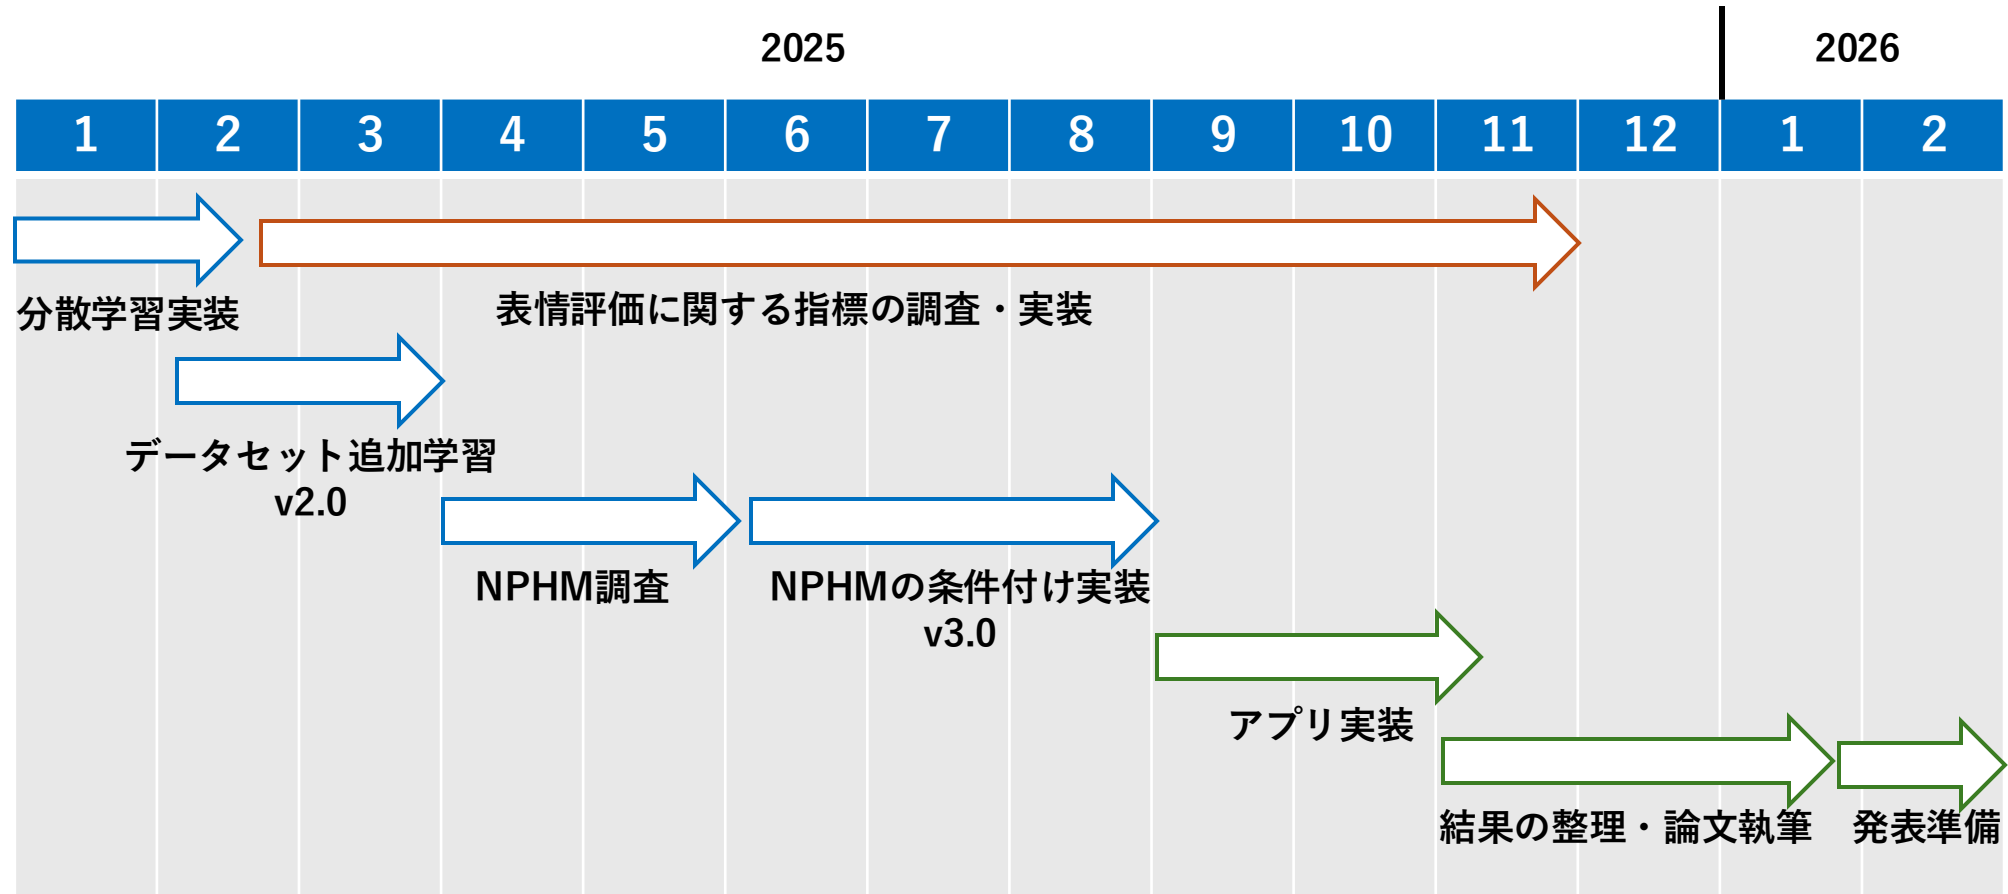 2025
2026
1 2 3 4 5 6 7 8 9 10 11 12 1 2
分散学習実装
表情評価に関する指標の調査・実装
データセット追加学習
v2.0
NPHM調査
NPHMの条件付け実装
v3.0
アプリ実装
結果の整理・論文執筆
発表準備